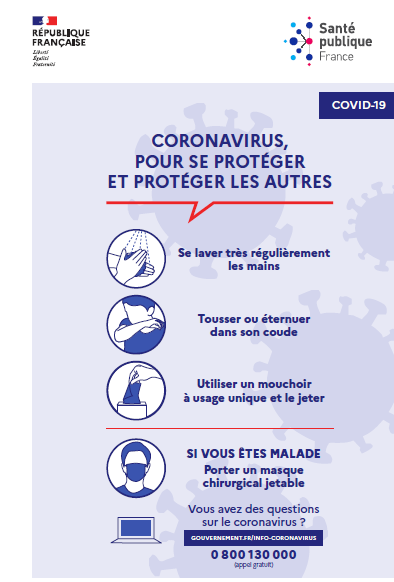 RÉPUBLIQUE
FRANÇAISE
Liberté
Égalité
Fraternité
Santé
publique
France
COVID-19
CORONAVIRUS,
POUR SE PROTÉGER
ET PROTÉGER LES AUTRES
Se laver très régulièrement
les mains
Tousser ou éternuer
dans son coude
Utiliser un mouchoir
à usage unique et le jeter
SI VOUS ÊTES MALADE
Porter un masque
chirurgical jetable
Vous avez des questions
sur le coronavirus ?
GOUVERNEMENT.FR/INFO-CORONAVIRUS
0 800 130 000
(appel gratuit)